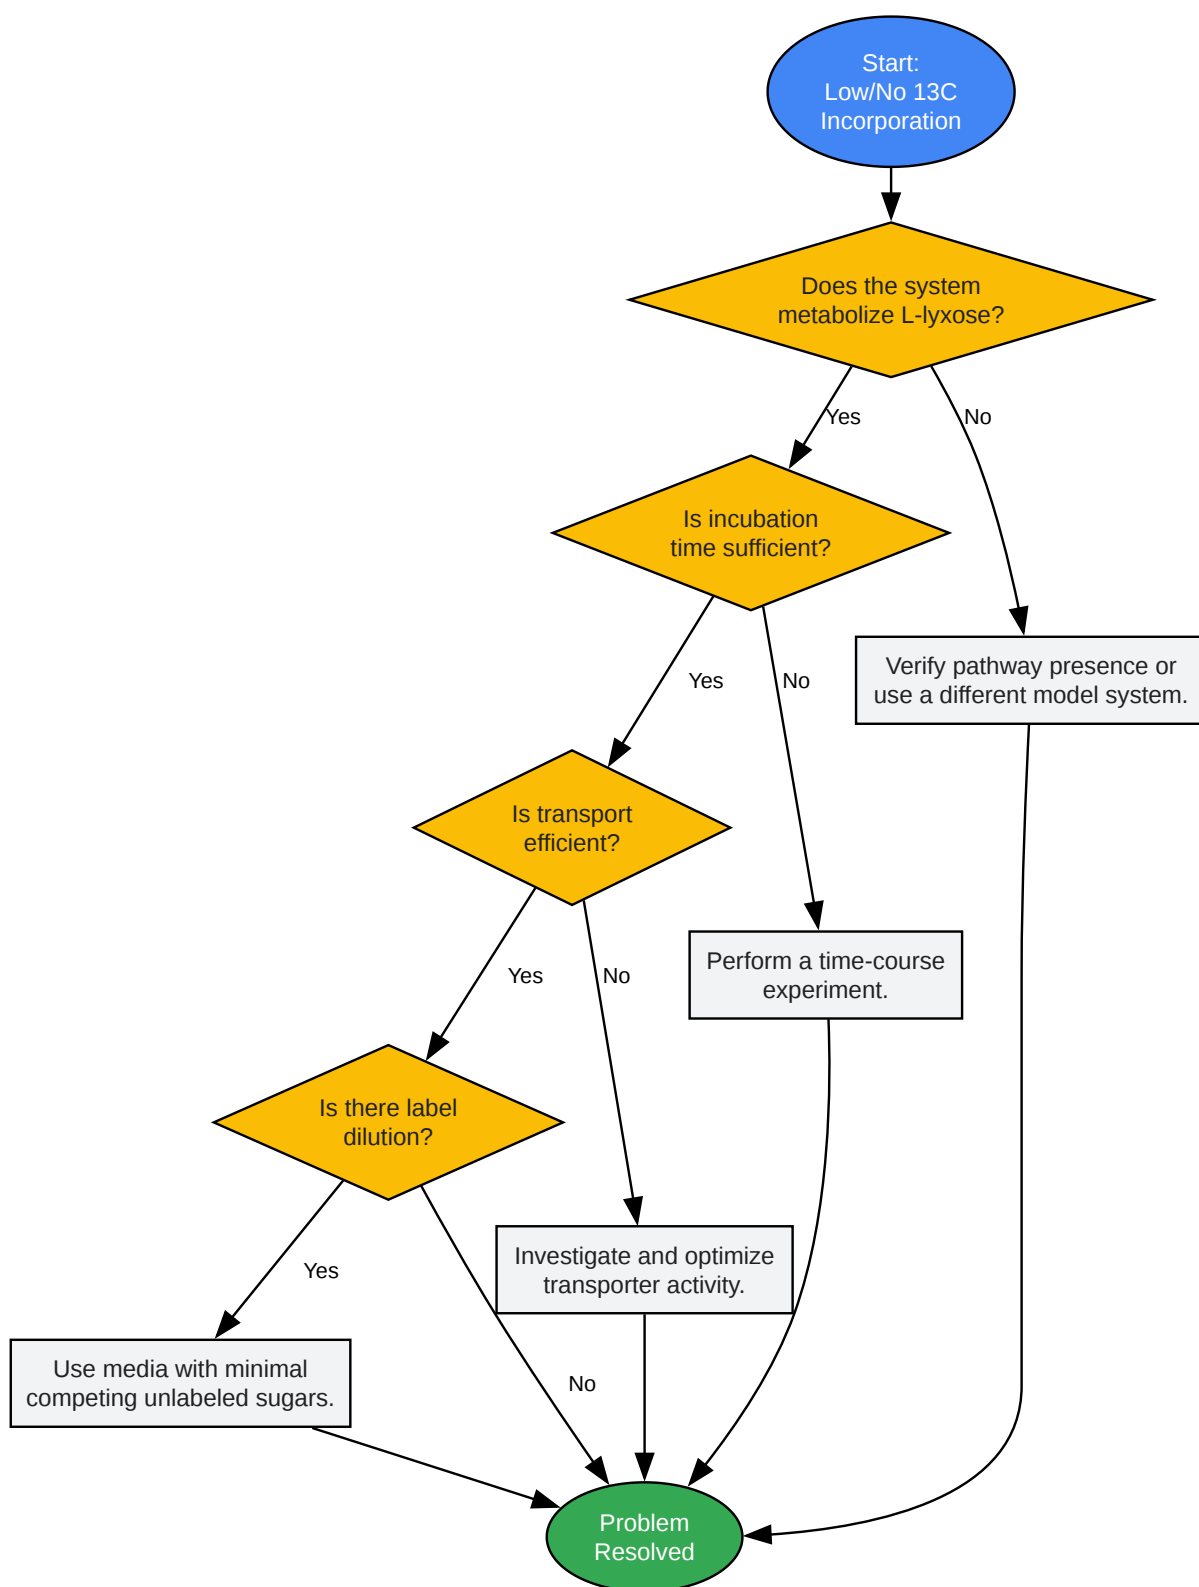 Start:
Low/No 13C
Incorporation
Does the system
metabolize L-lyxose?
Yes
No
Is incubation
time sufficient?
Verify pathway presence or
use a different model system.
Yes
No
Is transport
efficient?
Perform a time-course
experiment.
Yes
No
Is there label
dilution?
Investigate and optimize
transporter activity.
Yes
Use media with minimal
competing unlabeled sugars.
No
Problem
Resolved